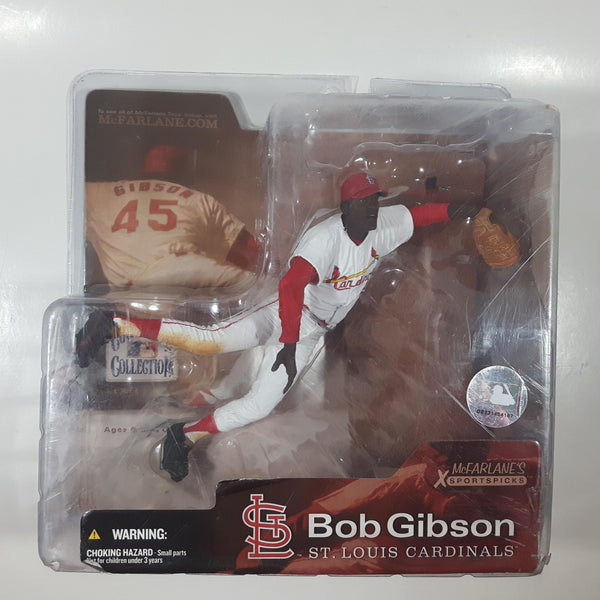 McFARLANE.COM
GIBSON
45
Cardinals
COLLECTION
Ages
McFARLANE'S
SPORTSPICKS
WARNING:
CHOKING HAZARD - Small parts
Not for children under 3 years
STL
Bob Gibson
ST. LOUIS CARDINALS